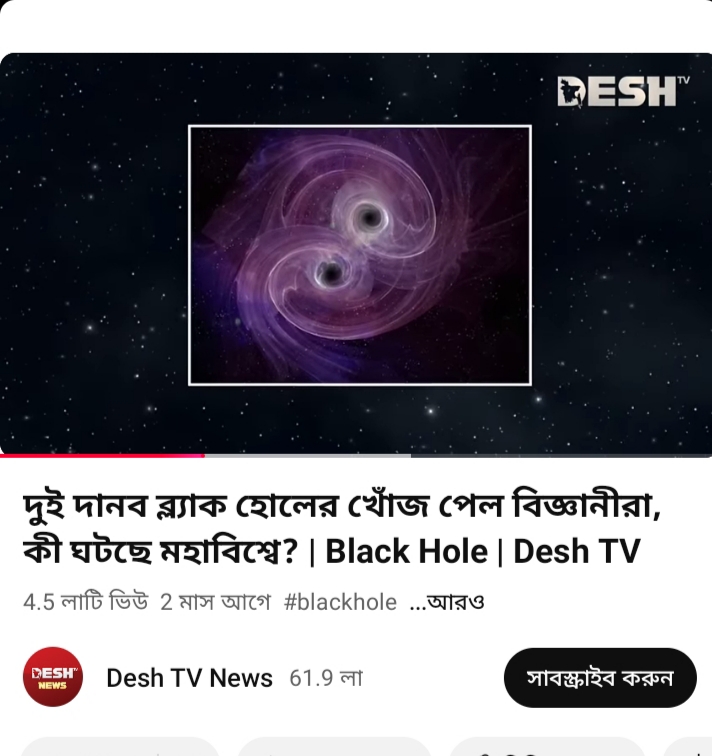 DESH TV
দুই দানব ব্ল্যাক হোলের খোঁজ পেল বিজ্ঞানীরা,
কী ঘটছে মহাবিশ্বে? | Black Hole | Desh TV
4.5 লাটি ভিউ 2 মাস আগে #blackhole ...আরও
DESH TV
NEWS
Desh TV News 61.9 লা
সাবস্ক্রাইব করুন